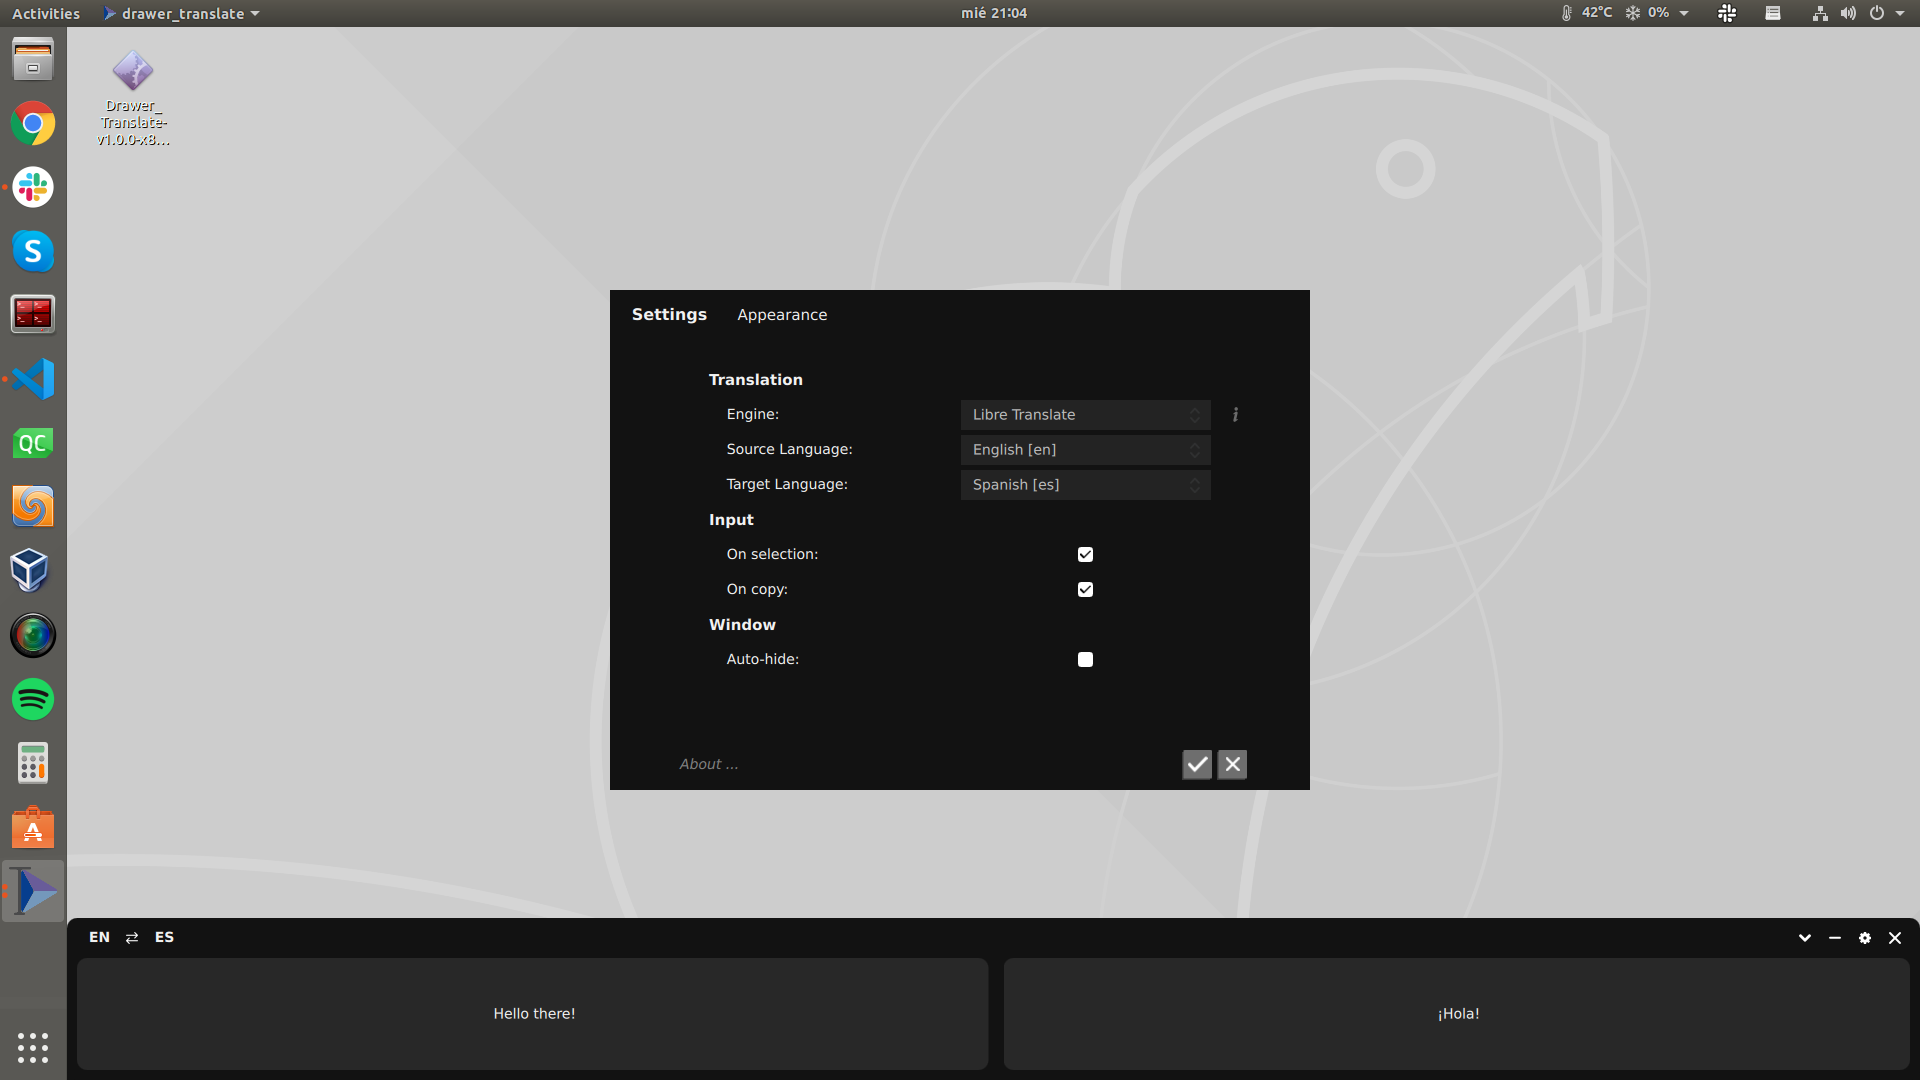 Activities
drawer_translate
mié 21:04
42°C
0%
Drawer_
Translate-
v1.0.0-x8...
S
QC
A
Settings
Appearance
Translation
Engine:
Libre Translate
i
Source Language:
English [en]
Target Language:
Spanish [es]
Input
On selection:
On copy:
Window
Auto-hide:
About ...
EN
ES
Hello there!
¡Hola!